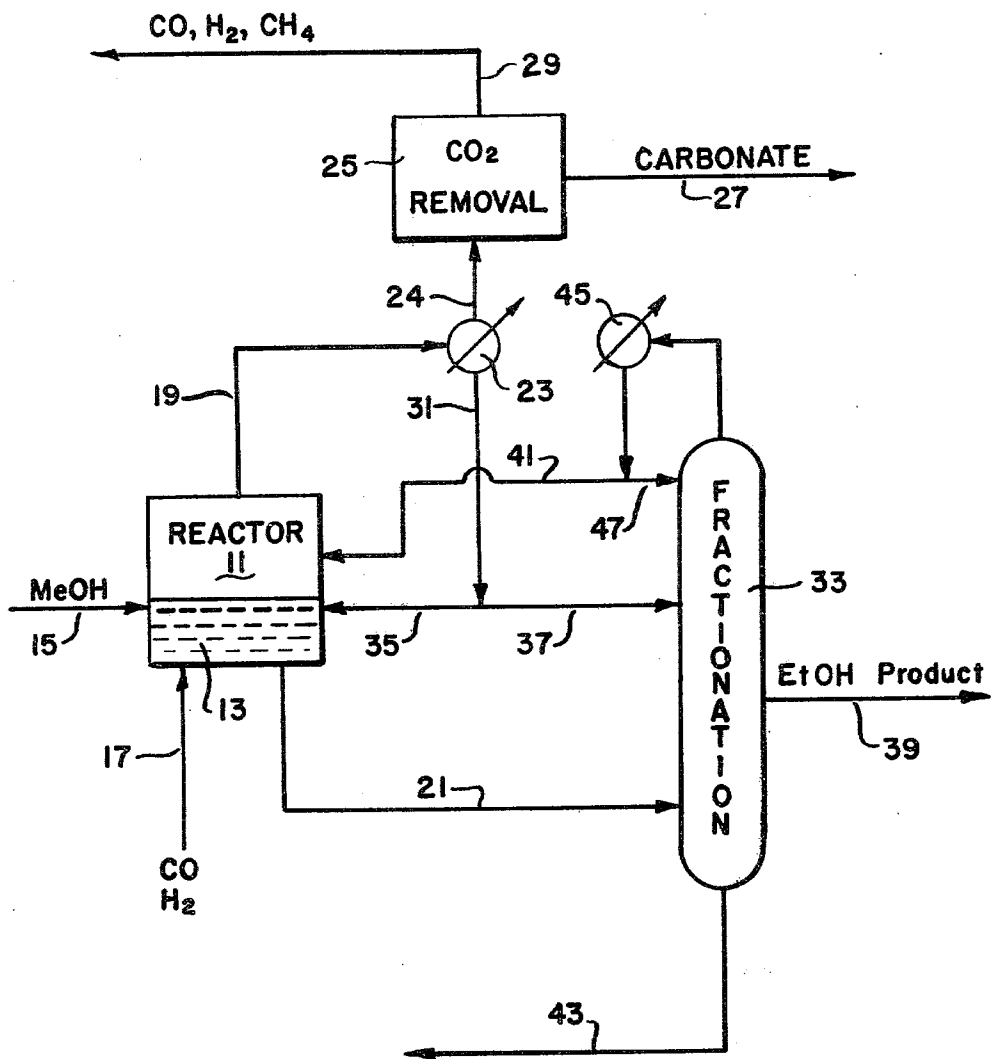 CO, H2, CH4
29
25
CO2
REMOVAL
CARBONATE
27
24
45
23
19
31
41
47
REACTOR
11
MeOH
15
35
37
33
FRACTIONATION
13
EtOH Product
39
17
21
CO
H2
43